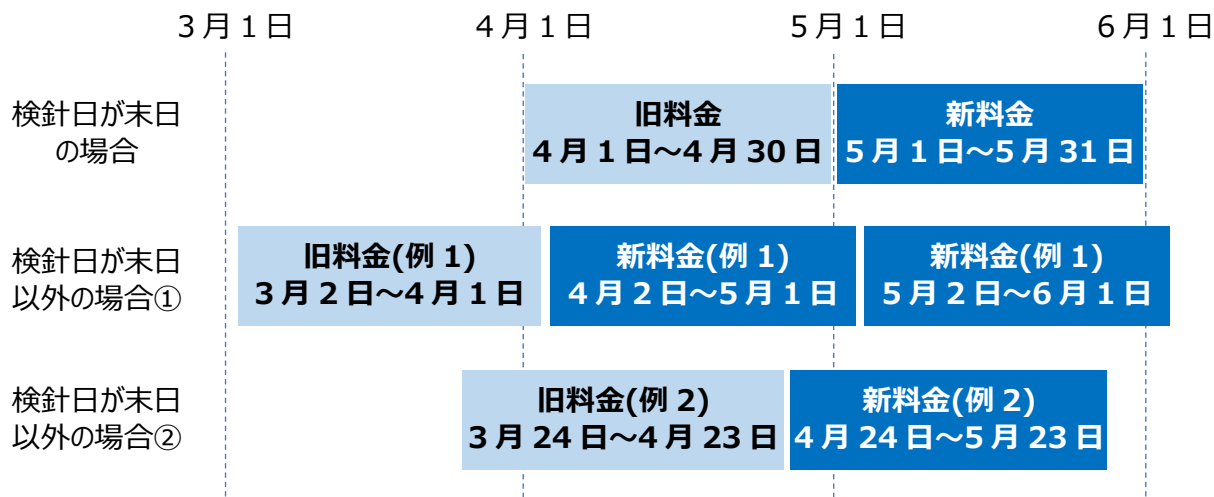 ３月１日
４月１日
５月１日
６月１日
検針日が末日
の場合
旧料金
４月１日～４月30日
新料金
５月１日～５月31日
検針日が末日
以外の場合①
旧料金(例１)
３月２日～４月１日
新料金(例１)
４月２日～５月１日
新料金(例１)
５月２日～６月１日
検針日が末日
以外の場合②
旧料金(例２)
３月24日～４月23日
新料金(例２)
４月24日～５月23日